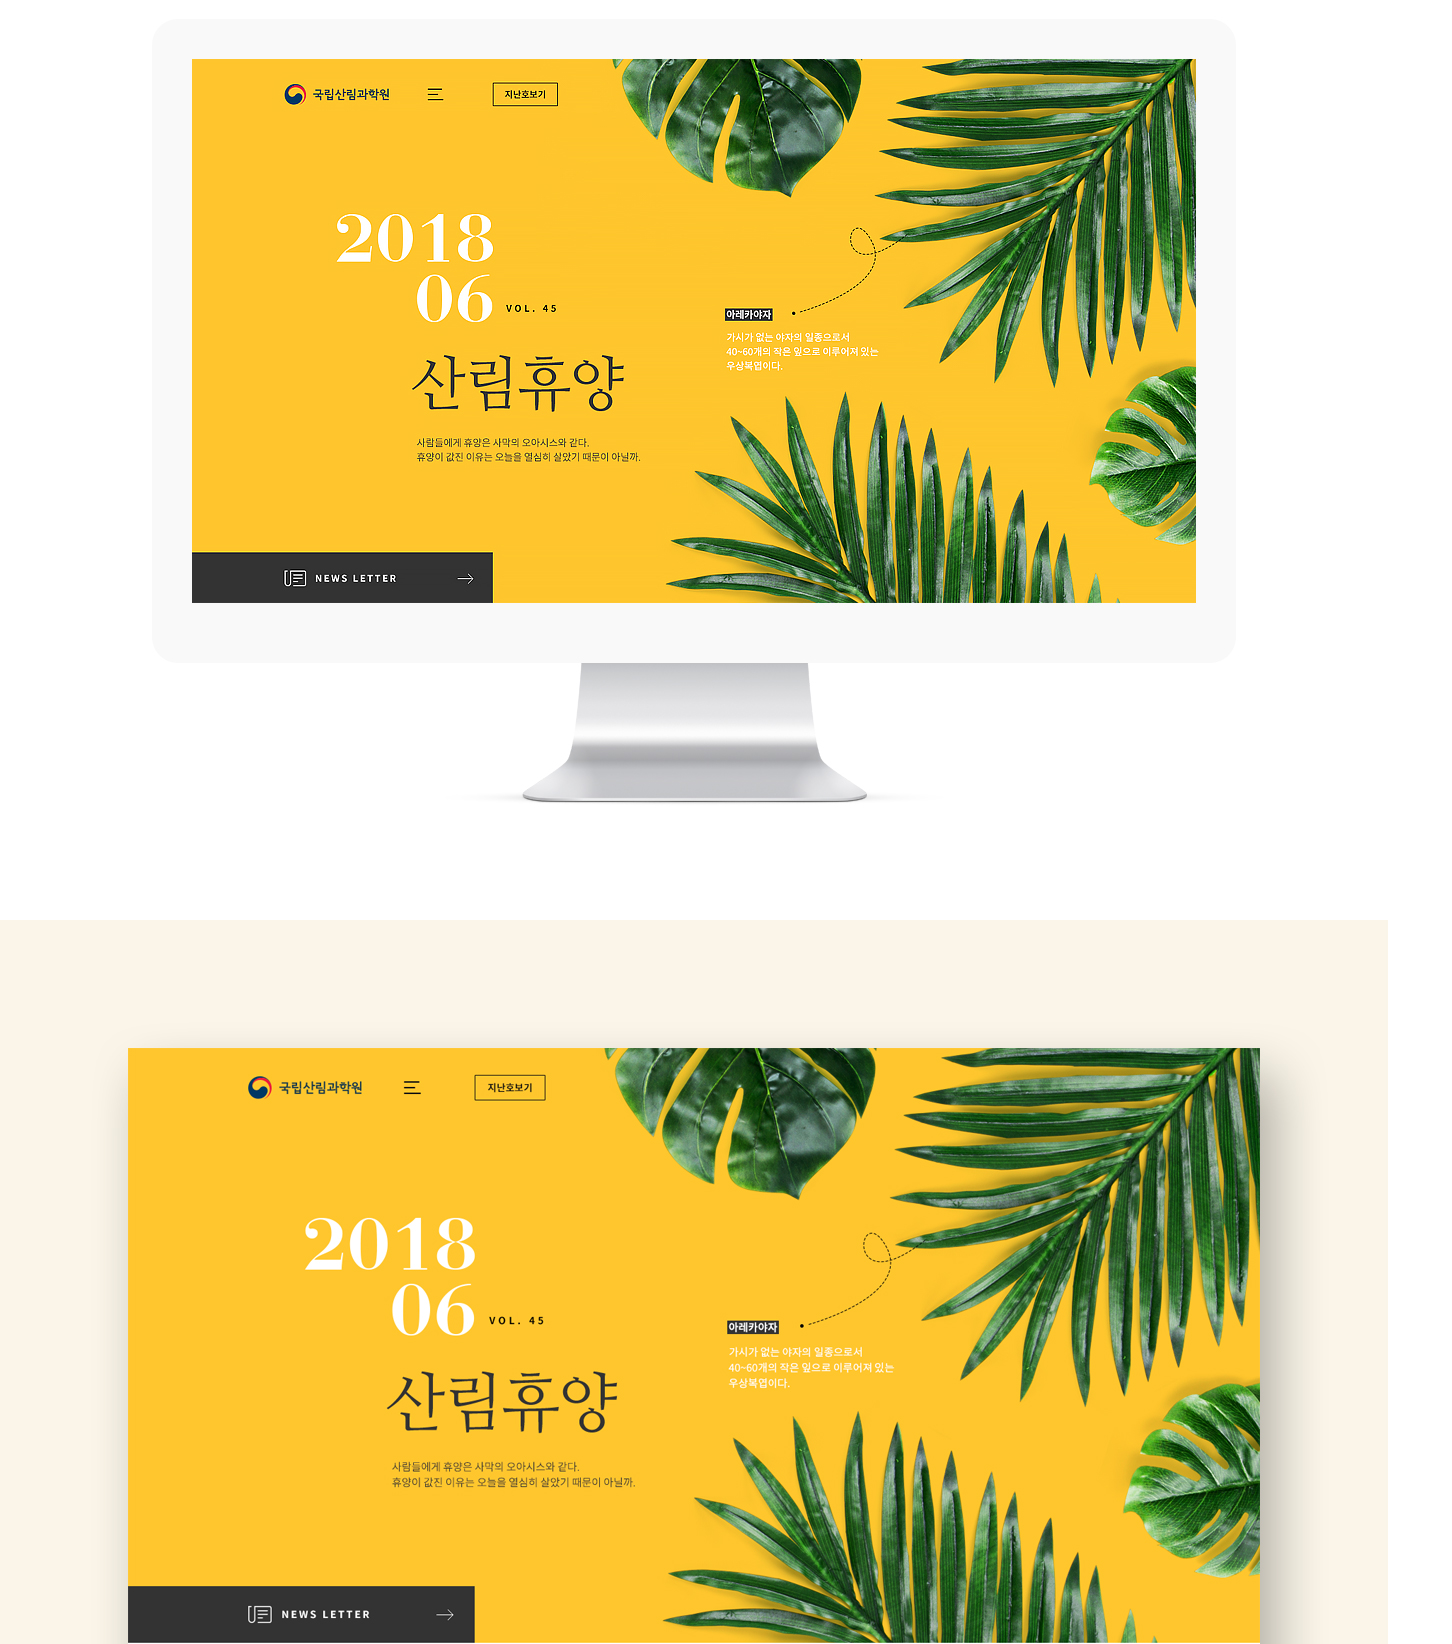 국립산림과학원
지난호보기
2018
06 VOL. 45
산림휴양
사람들에게 휴양은 사막의 오아시스와 같다.
휴양이 값진 이유는 오늘을 열심히 살았기 때문이 아닐까.
아레카야자
가시가 없는 야자의 일종으로서
40~60개의 작은 잎으로 이루어져 있는
우상복엽이다.
NEWS LETTER
국립산림과학원
지난호보기
2018
06 VOL. 45
산림휴양
사람들에게 휴양은 사막의 오아시스와 같다.
휴양이 값진 이유는 오늘을 열심히 살았기 때문이 아닐까.
아레카야자
가시가 없는 야자의 일종으로서
40~60개의 작은 잎으로 이루어져 있는
우상복엽이다.
NEWS LETTER